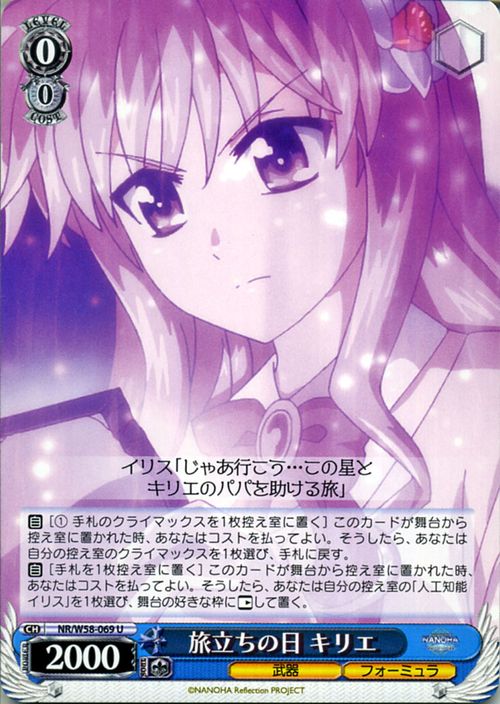 LEVEL
0
0
COST
イリス「じゃあ行こう…この星と
キリエのパパを助ける旅」
自 [① 手札のクライマックスを1枚控え室に置く] このカードが舞台から
控え室に置かれた時、あなたはコストを払ってよい。そうしたら、あなたは
自分の控え室のクライマックスを1枚選び、手札に戻す。
自 [手札を1枚控え室に置く] このカードが舞台から控え室に置かれた時、
あなたはコストを払ってよい。そうしたら、あなたは自分の控え室の「人工知能
イリス」を1枚選び、舞台の好きな枠に置く。
CH NR/W58-069 U
POWER
2000
SOUL
旅立ちの日 キリエ
NANOHA
武器
フォーミュラ
©NANOHA Reflection PROJECT